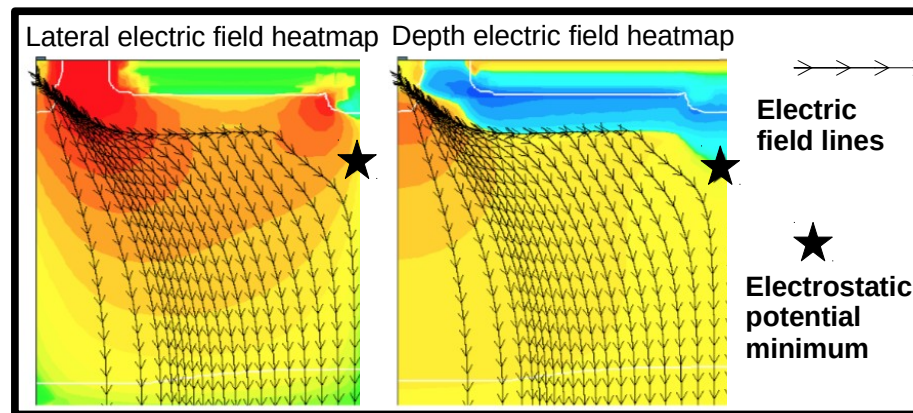 Lateral electric field heatmap
Depth electric field heatmap
Electric
field lines
Electrostatic
potential
minimum